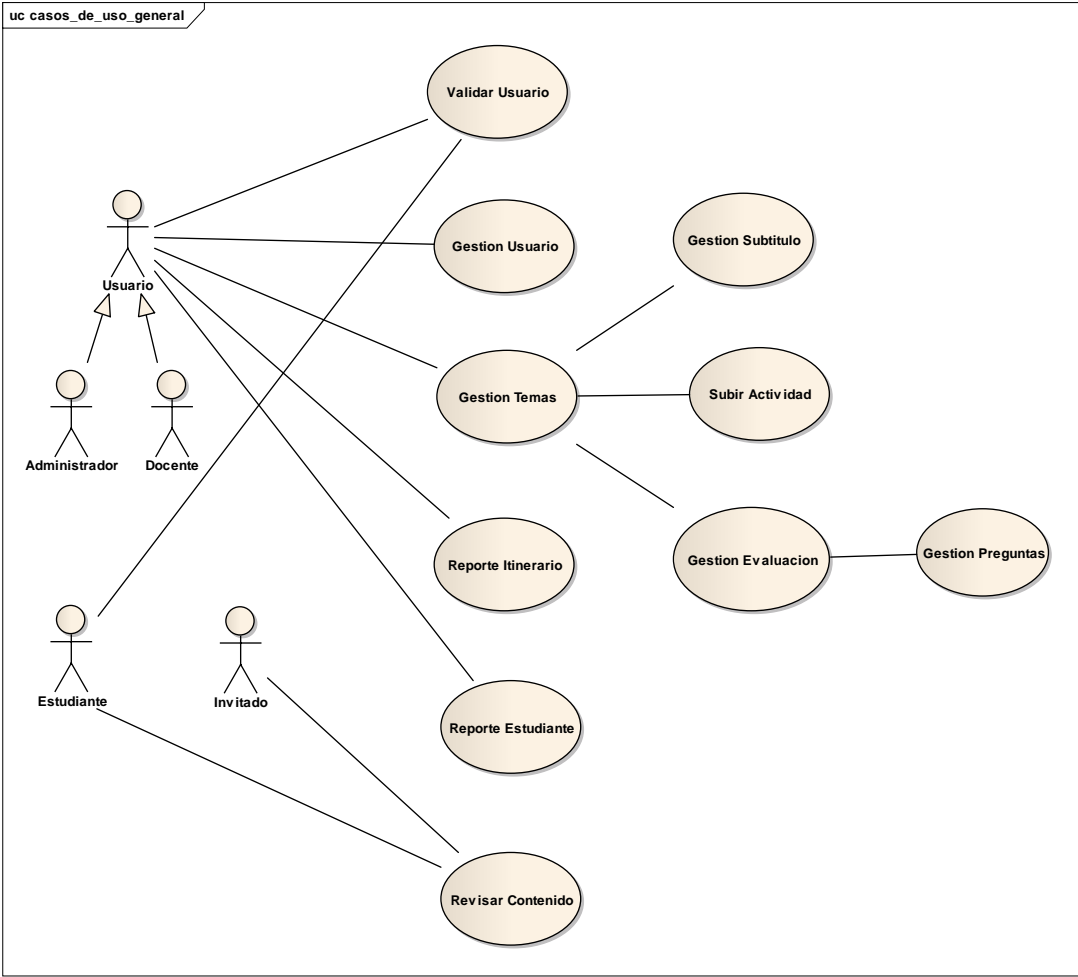 uc casos_de_uso_general
Validar Usuario
Gestion Usuario
Gestion Subtitulo
Usuario
Gestion Temas
Subir Actividad
Administrador
Docente
Reporte Itinerario
Gestion Evaluacion
Gestion Preguntas
Estudiante
Invitado
Reporte Estudiante
Revisar Contenido